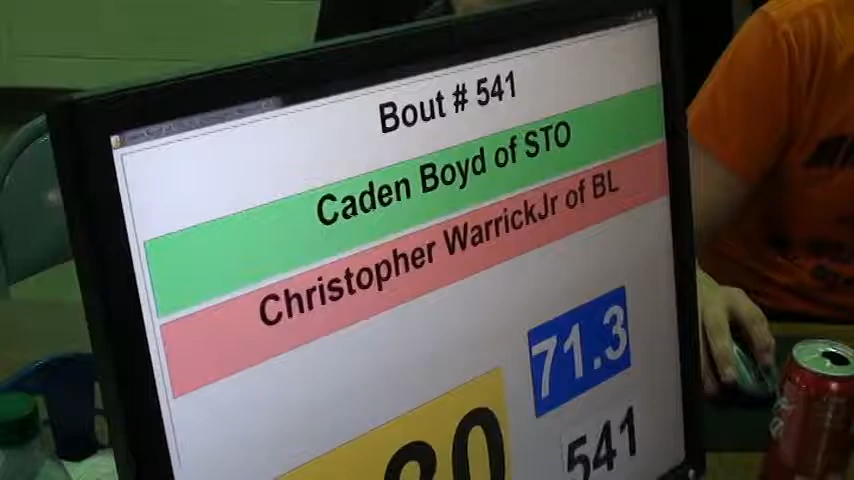 Bout # 541
Caden Boyd of STO
Christopher WarrickJr of BL
71.3
541